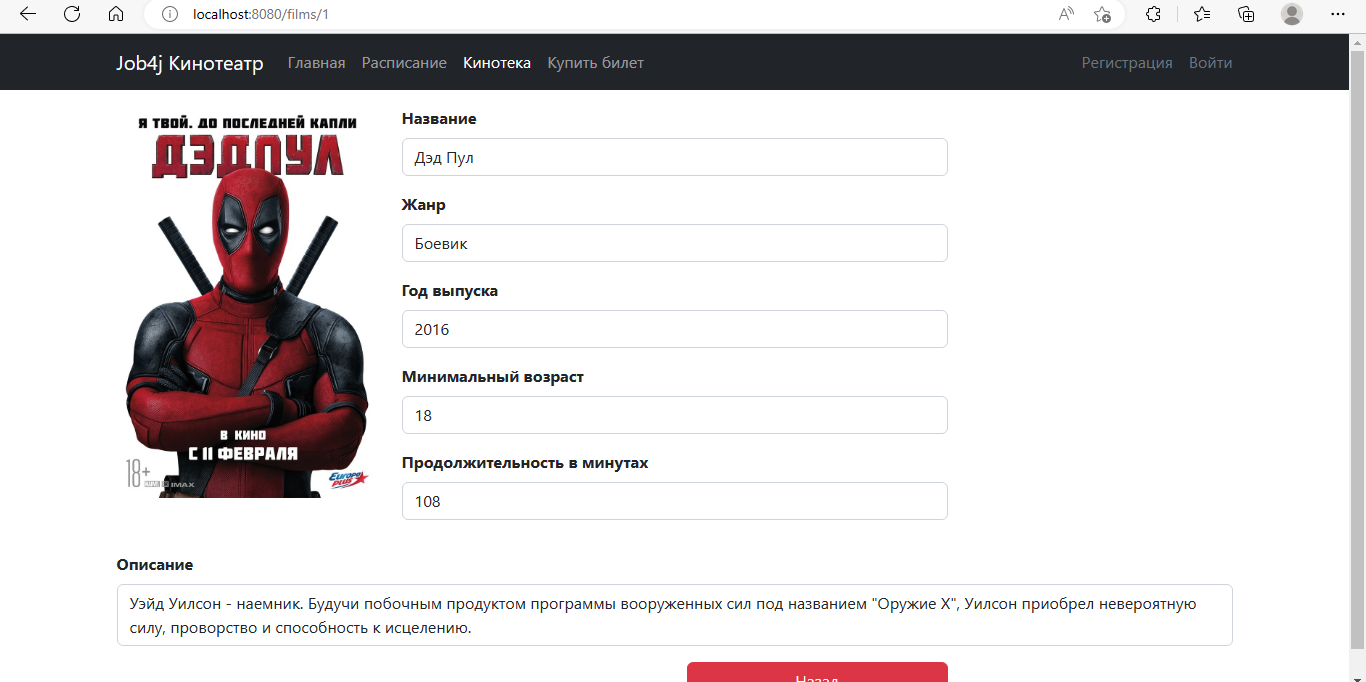 localhost:8080/films/1
Job4j Кинотеатр Главная Расписание Кинотека Купить билет Регистрация Войти
Я ТВОЙ. ДО ПОСЛЕДНЕЙ КАПЛИ
ДЭДПУЛ
В КИНО
С 11 ФЕВРАЛЯ
18+
IMAX
Europa
PLUS
Название
Дэд Пул
Жанр
Боевик
Год выпуска
2016
Минимальный возраст
18
Продолжительность в минутах
108
Описание
Уэйд Уилсон - наемник. Будучи побочным продуктом программы вооруженных сил под названием "Оружие X", Уилсон приобрел невероятную
силу, проворство и способность к исцелению.
Назад